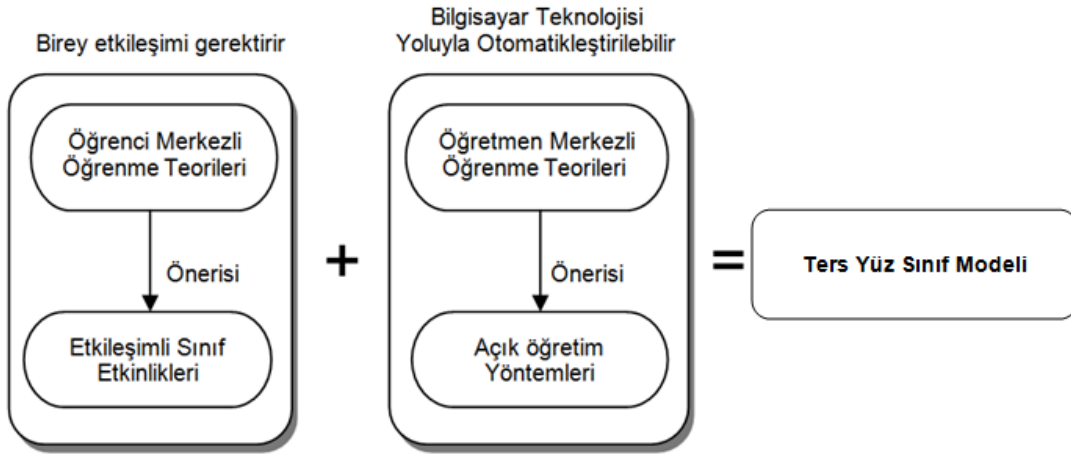 Birey etkileşimi gerektirir
Öğrenci Merkezli
Öğrenme Teorileri
Önerisi
Etkileşimli Sınıf
Etkinlikleri
+
Bilgisayar Teknolojisi
Yoluyla Otomatikleştirilebilir
Öğretmen Merkezli
Öğrenme Teorileri
Önerisi
Açık öğretim
Yöntemleri
=
Ters Yüz Sınıf Modeli